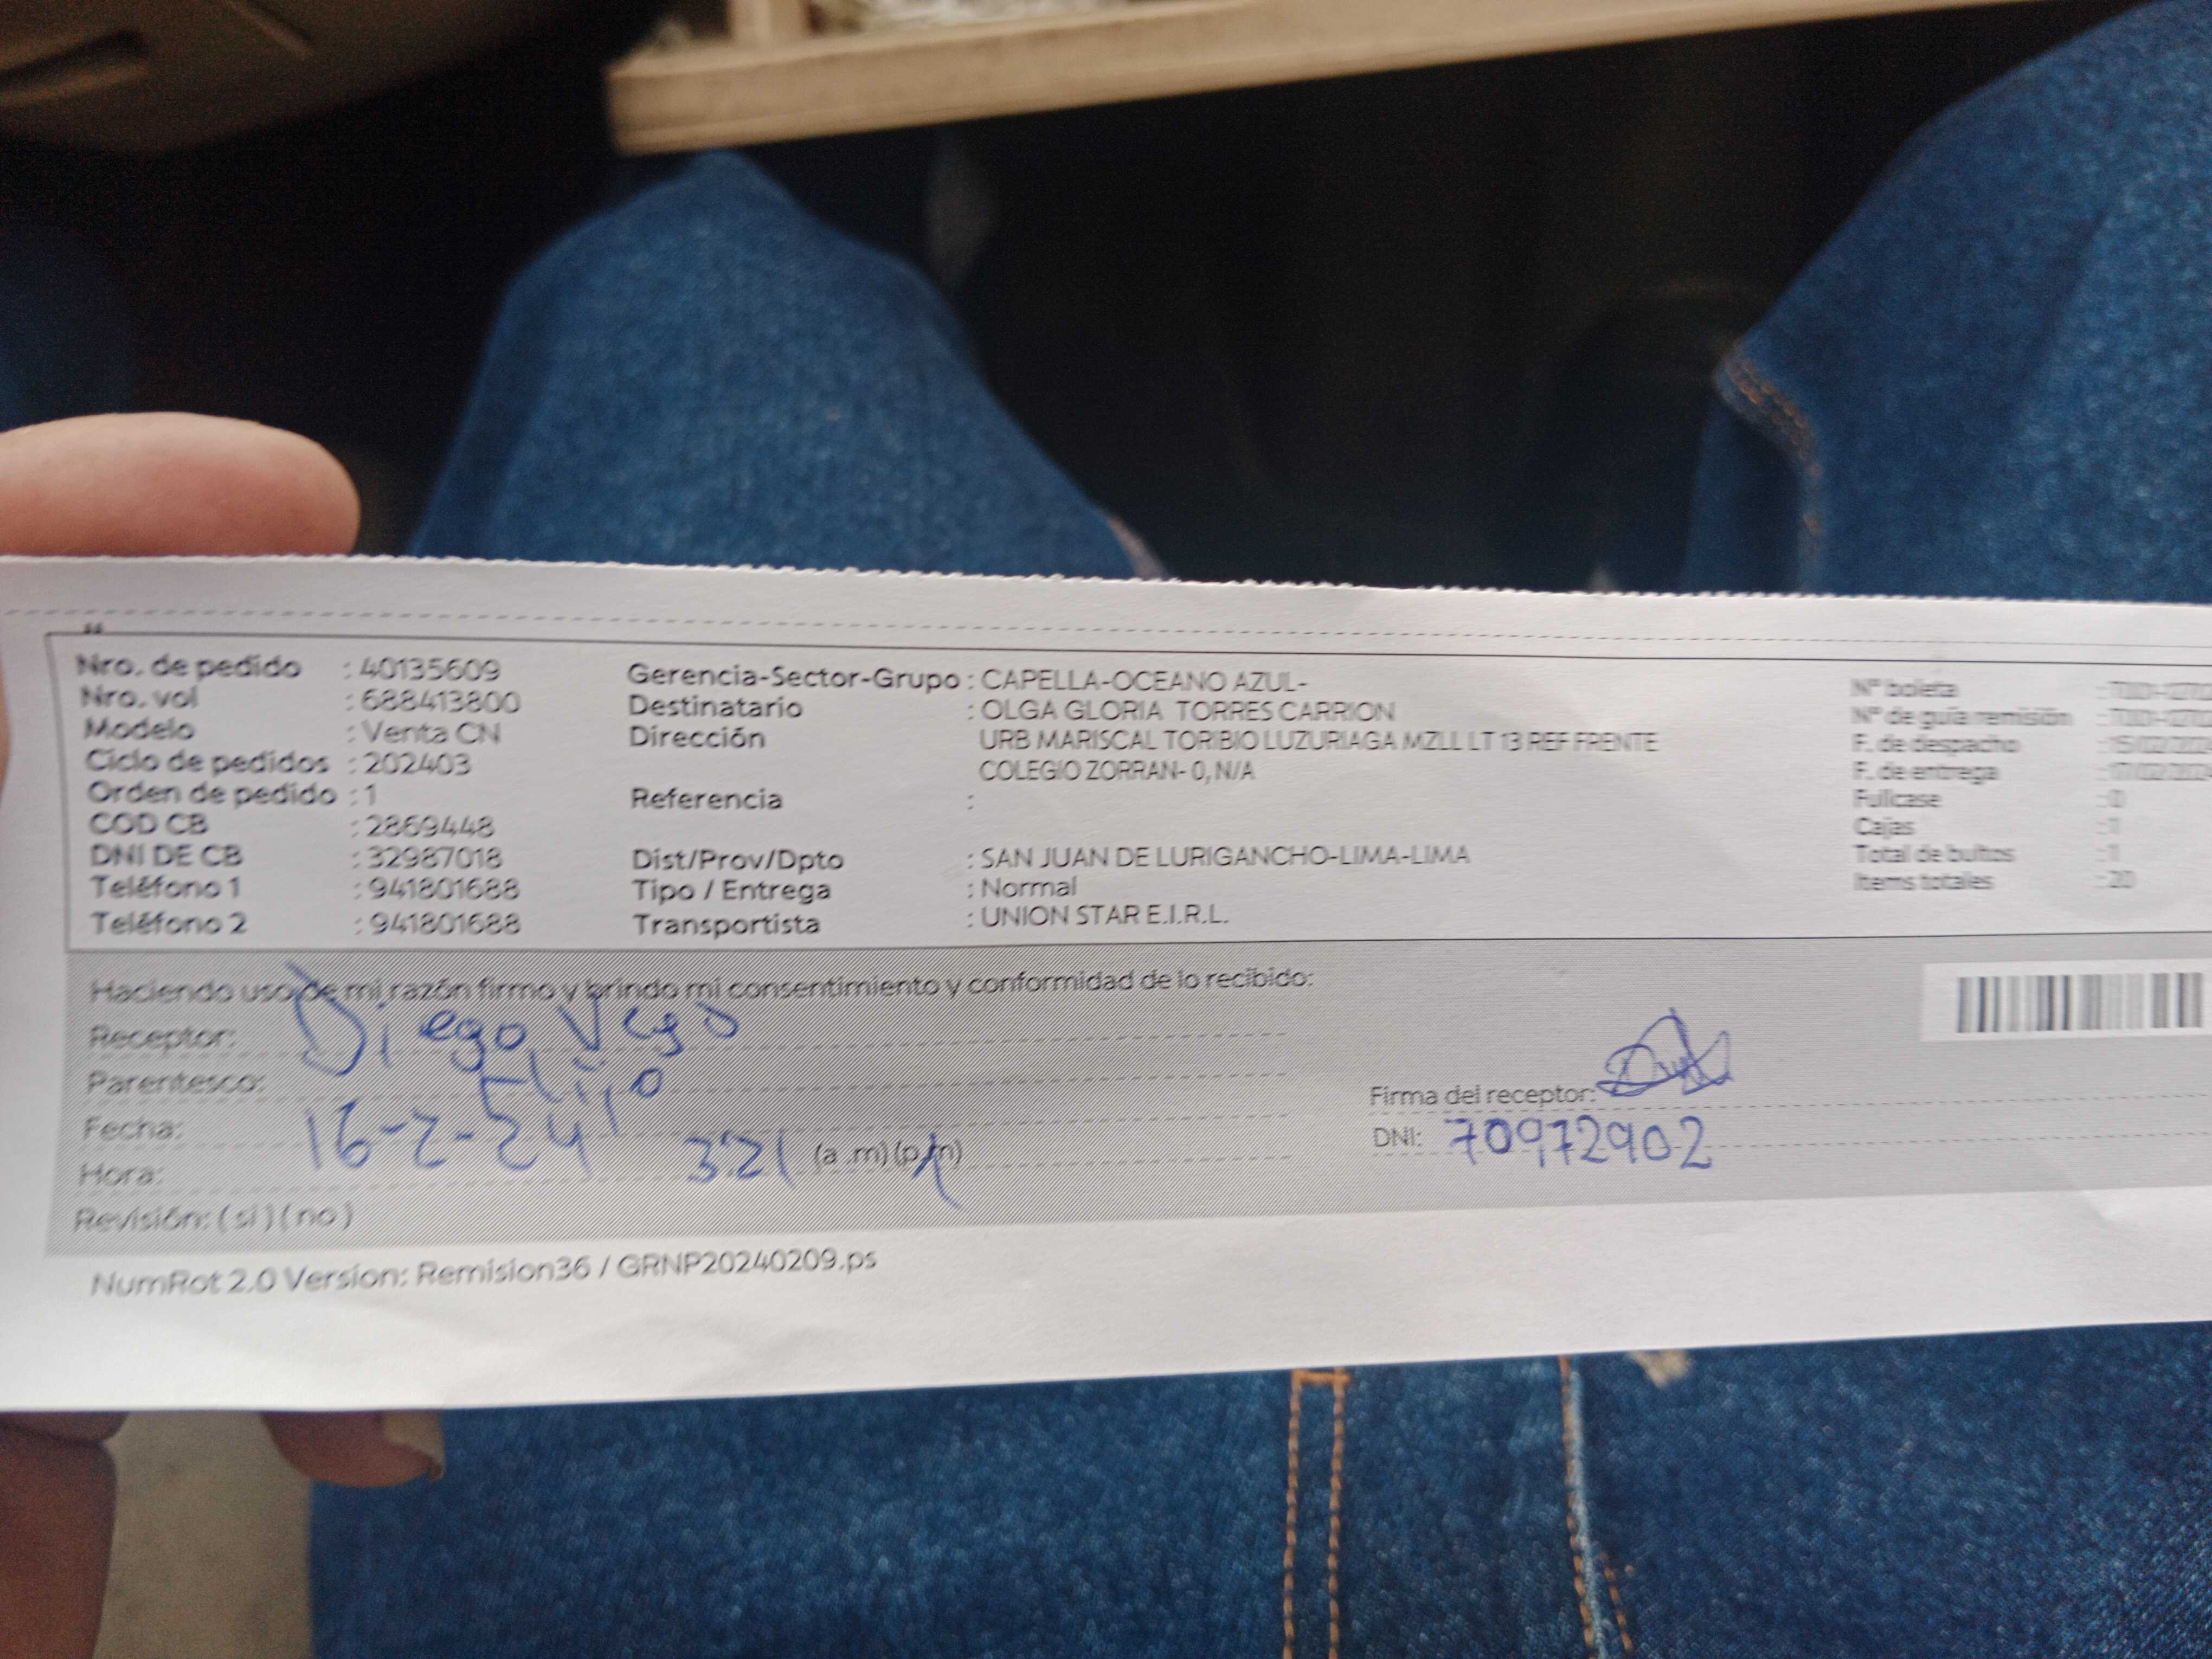 Nro. de pedido : 40135609
Nro. vol : 688413800
Modelo : Venta CN
Ciclo de pedidos : 202403
Orden de pedido : 1
COD CB : 2869448
DNI DE CB : 32987018
Teléfono 1 : 941801688
Teléfono 2 : 941801688
Gerencia-Sector-Grupo : CAPELLA-OCEANO AZUL-
Destinatario : OLGA GLORIA TORRES CARRION
Dirección URB MARISCAL TORIBIO LUZURIAGA MZLL LT 13 REF FRENTE
COLEGIO ZORRAN- 0, N/A
Referencia :
Dist/Prov/Dpto : SAN JUAN DE LURIGANCHO-LIMA-LIMA
Tipo / Entrega : Normal
Transportista : UNION STAR E.I.R.L.
N° boleta
N° de guía remisión
F. de despacho
F. de entrega
Fullcase : 0
Cajas : 1
Total de bultos : 1
Items totales : 20
Haciendo uso de mi razón firmo y brindo mi consentimiento y conformidad de lo recibido:
Receptor: Diego Vega
Parentesco: Hijo
Fecha: 16-2-24
Hora: 3:21 (a .m) (p.m)
Revisión: ( si ) ( no )
Firma del receptor:
DNI: 70972902
NumRot 2.0 Version: Remision36 / GRNP20240209.ps